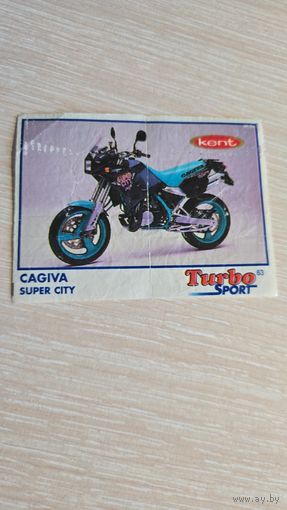 kent
CAGIVA
SUPER CITY
Turbo 63
SPORT
www.ay.by